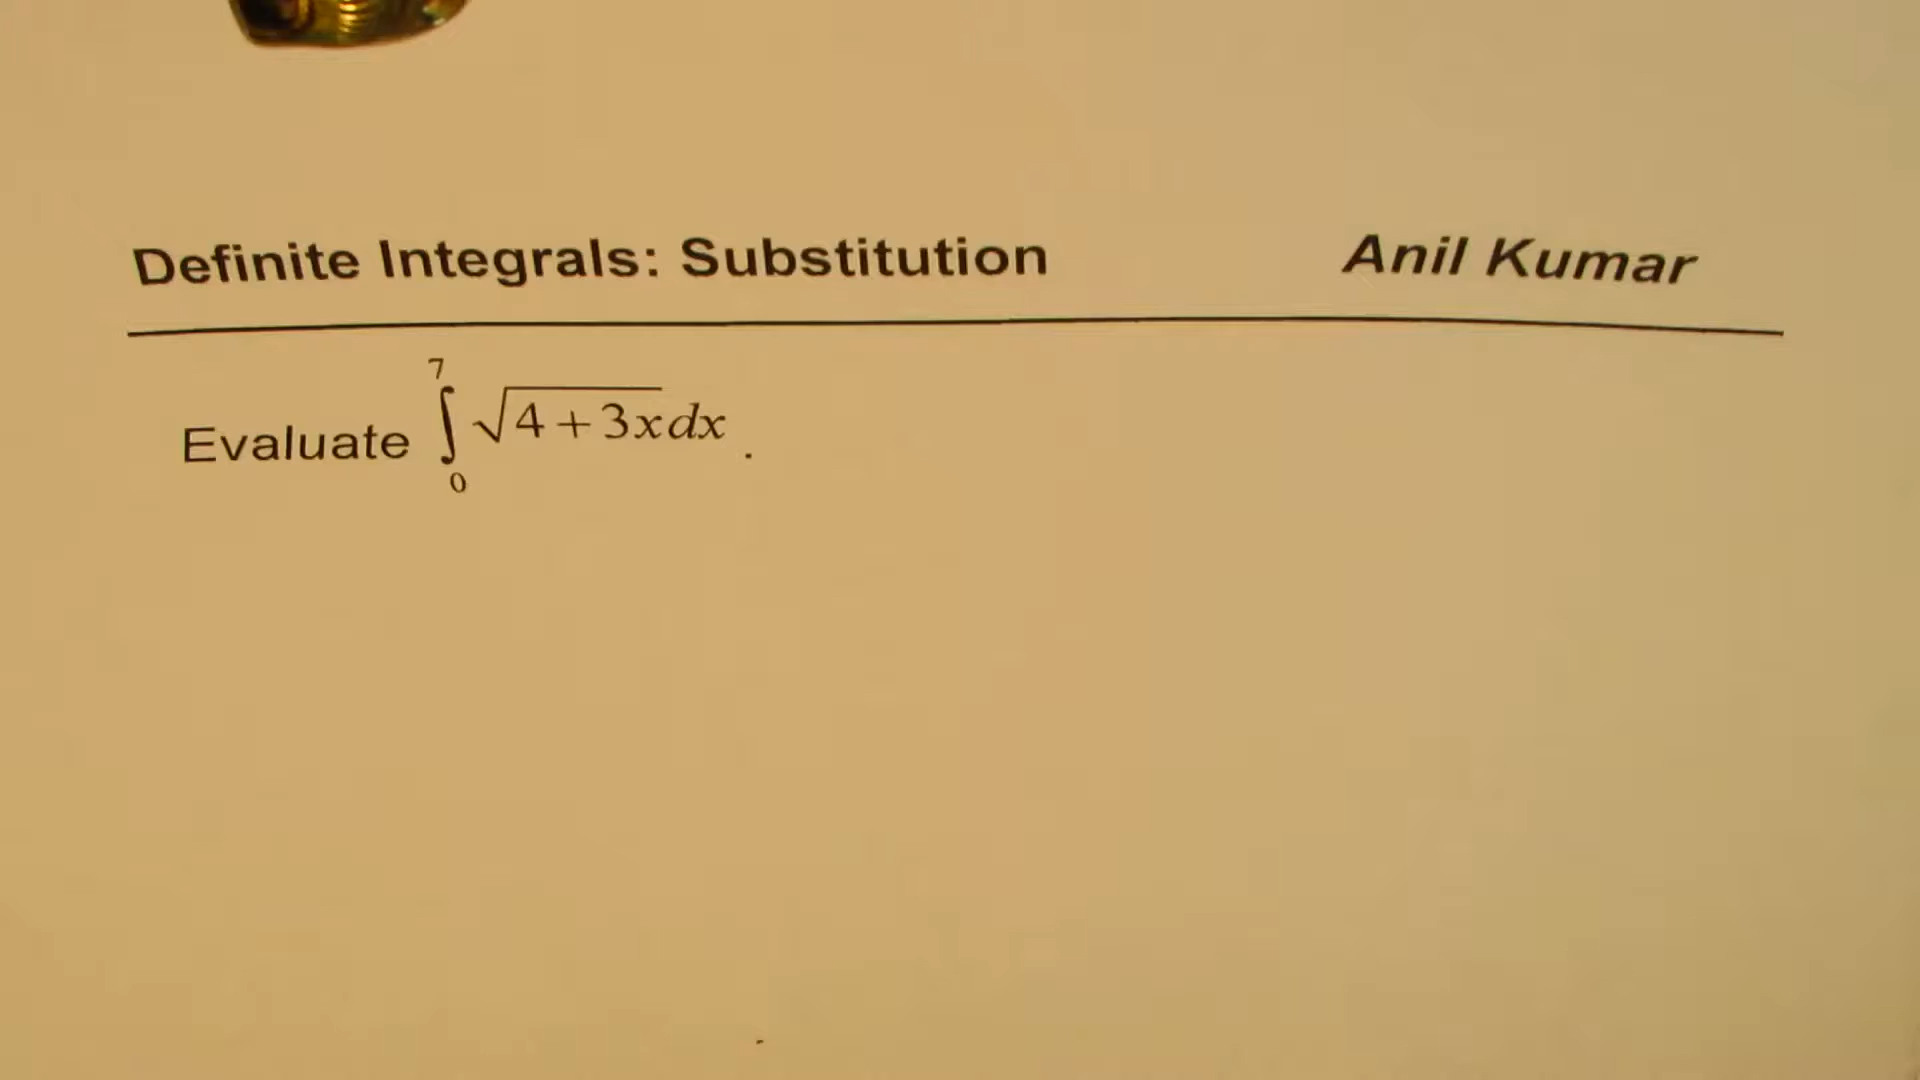 Definite Integrals: Substitution Anil Kumar
Evaluate ∫₀⁷ √(4+3x) dx .